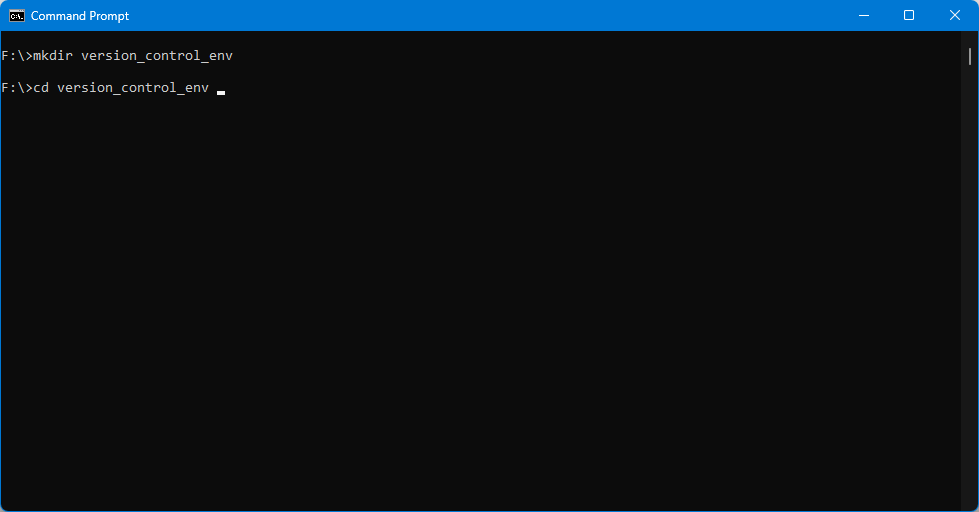 Command Prompt
F:\>mkdir version_control_env
F:\>cd version_control_env